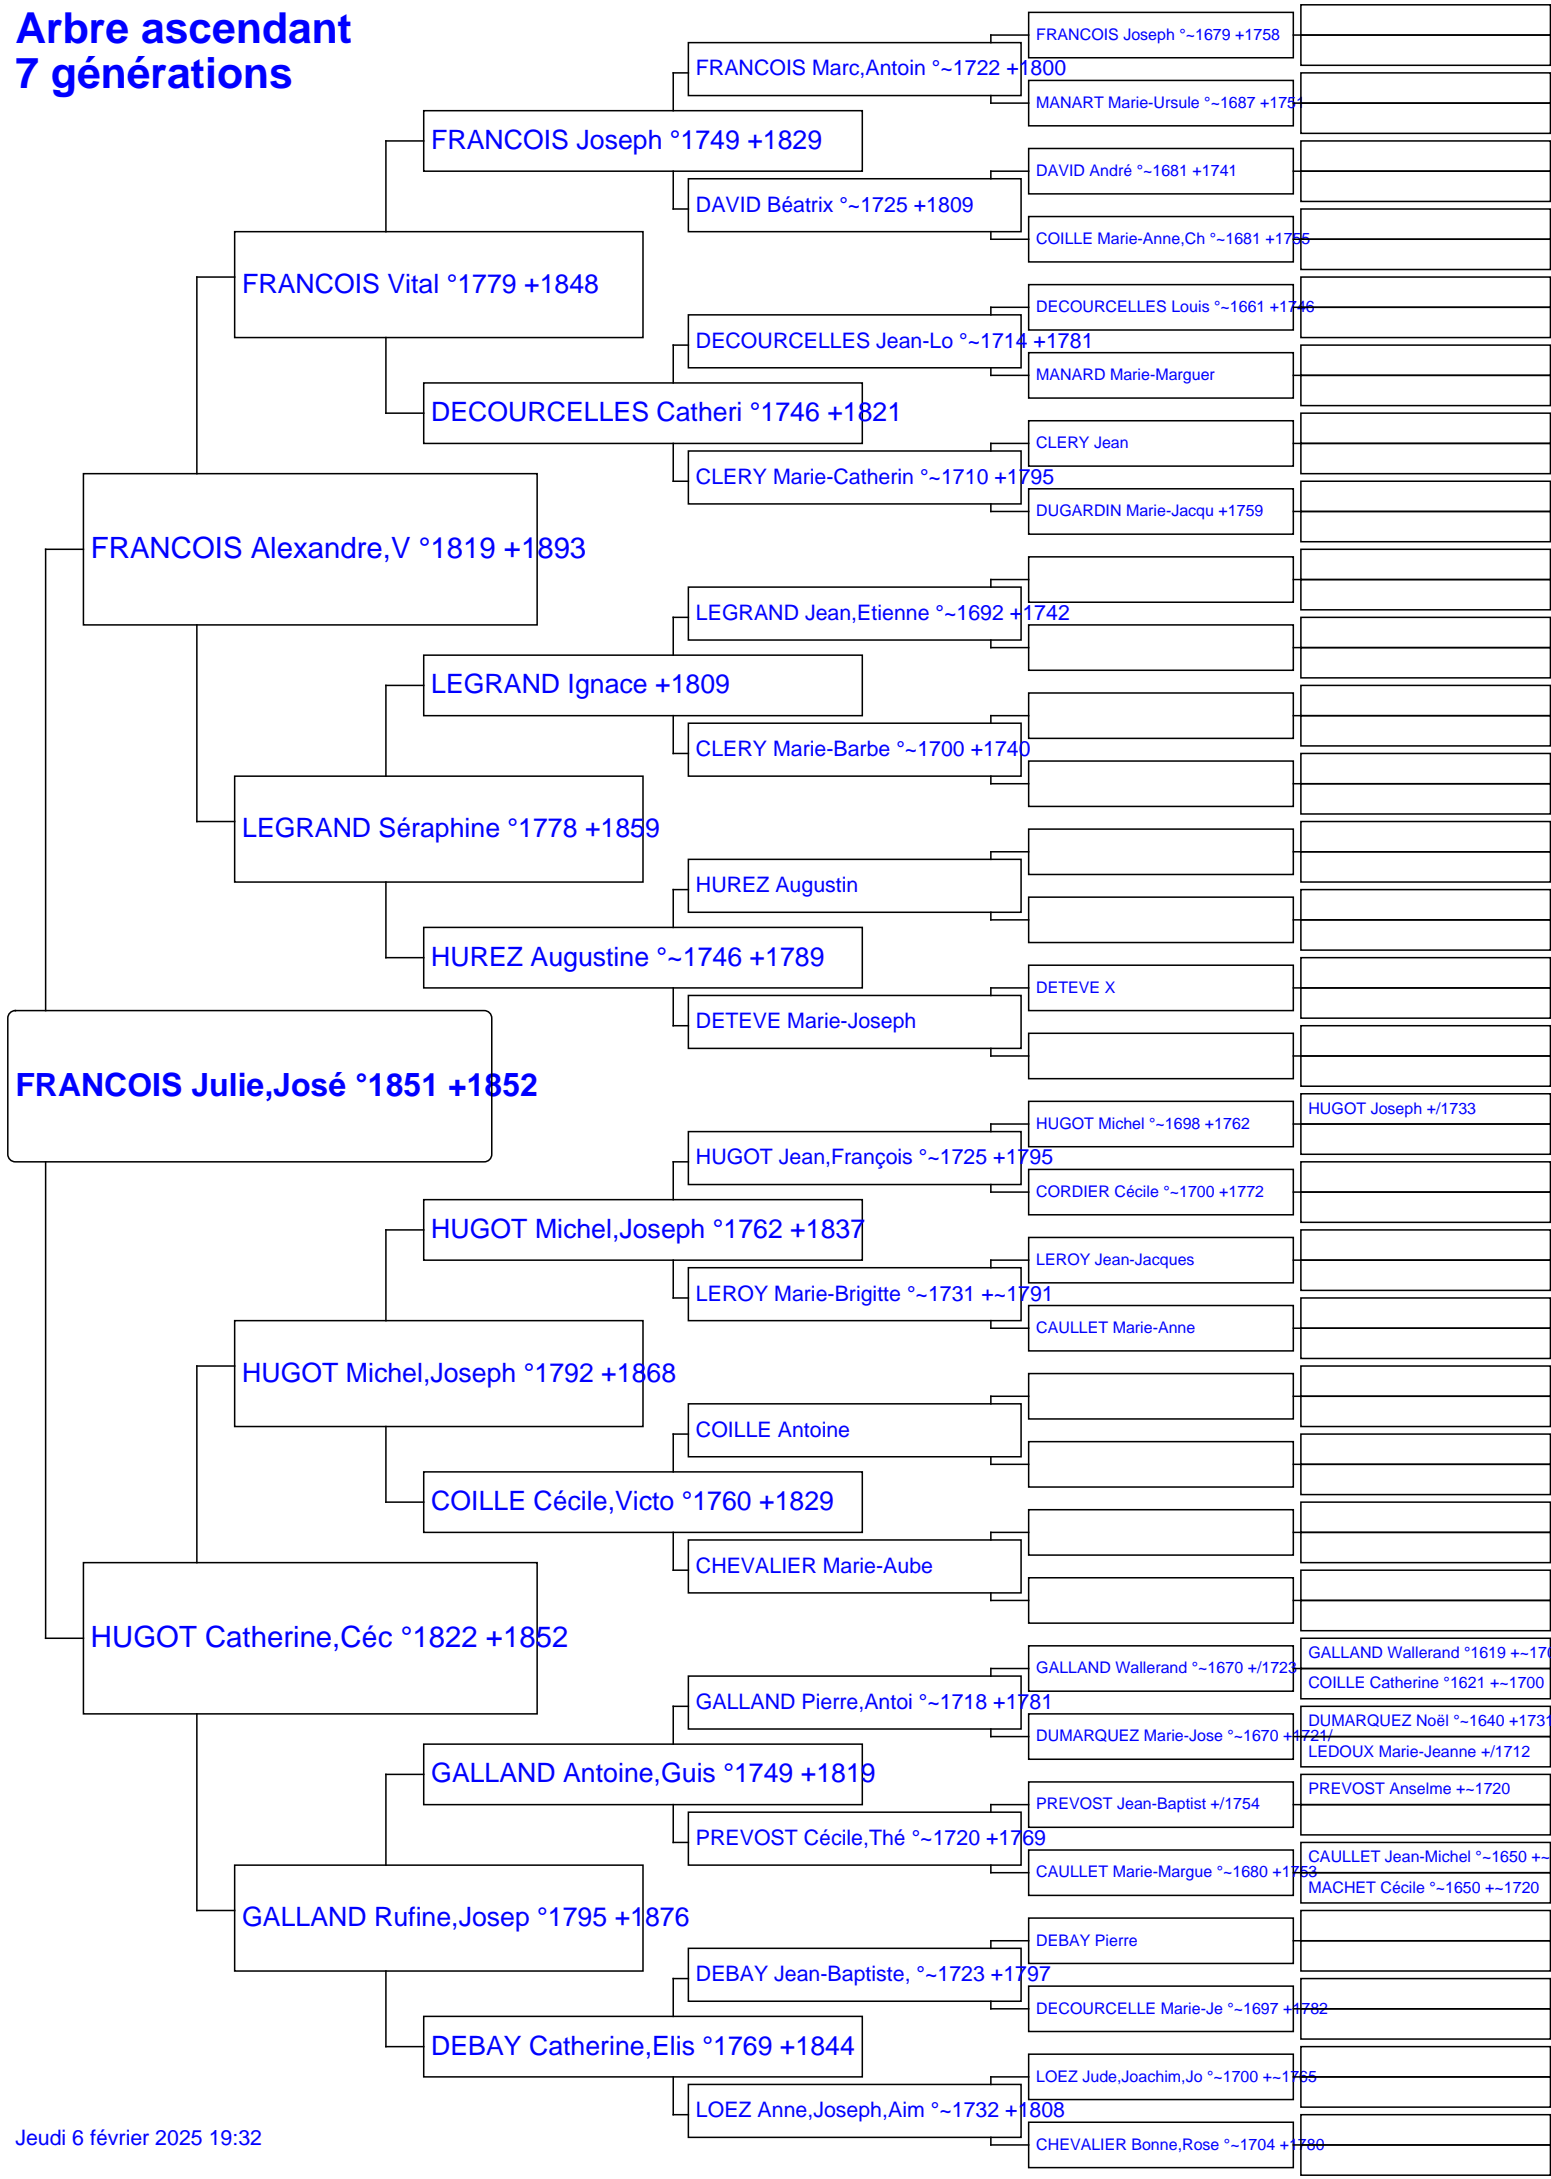 Arbre ascendant
7 générations
FRANCOIS Julie,José °1851 +1852
FRANCOIS Alexandre,V °1819 +1893
HUGOT Catherine,Céc °1822 +1852
FRANCOIS Vital °1779 +1848
LEGRAND Séraphine °1778 +1859
HUGOT Michel,Joseph °1792 +1868
GALLAND Rufine,Josep °1795 +1876
FRANCOIS Joseph °1749 +1829
DECOURCELLES Catheri °1746 +1821
LEGRAND Ignace +1809
HUREZ Augustine °~1746 +1789
HUGOT Michel,Joseph °1762 +1837
COILLE Cécile,Victo °1760 +1829
GALLAND Antoine,Guis °1749 +1819
DEBAY Catherine,Elis °1769 +1844
FRANCOIS Marc,Antoin °~1722 +1800
DAVID Béatrix °~1725 +1809
DECOURCELLES Jean-Lo °~1714 +1781
CLERY Marie-Catherin °~1710 +1795
LEGRAND Jean,Etienne °~1692 +1742
CLERY Marie-Barbe °~1700 +1740
HUREZ Augustin
DETEVE Marie-Joseph
HUGOT Jean,François °~1725 +1795
LEROY Marie-Brigitte °~1731 +~1791
COILLE Antoine
CHEVALIER Marie-Aube
GALLAND Pierre,Antoi °~1718 +1781
PREVOST Cécile,Thé °~1720 +1769
DEBAY Jean-Baptiste, °~1723 +1797
LOEZ Anne,Joseph,Aim °~1732 +1808
FRANCOIS Joseph °~1679 +1758
MANART Marie-Ursule °~1687 +1751
DAVID André °~1681 +1741
COILLE Marie-Anne,Ch °~1681 +1755
DECOURCELLES Louis °~1661 +1746
MANARD Marie-Marguer
CLERY Jean
DUGARDIN Marie-Jacqu +1759
DETEVE X
HUGOT Michel °~1698 +1762
CORDIER Cécile °~1700 +1772
LEROY Jean-Jacques
CAULLET Marie-Anne
GALLAND Wallerand °~1670 +/1723
DUMARQUEZ Marie-Jose °~1670 +1721/
PREVOST Jean-Baptist +/1754
CAULLET Marie-Margue °~1680 +1753
DEBAY Pierre
DECOURCELLE Marie-Je °~1697 +1782
LOEZ Jude,Joachim,Jo °~1700 +~1765
CHEVALIER Bonne,Rose °~1704 +1780
HUGOT Joseph +/1733
GALLAND Wallerand °1619 +~170
COILLE Catherine °1621 +~1700
DUMARQUEZ Noël °~1640 +1731
LEDOUX Marie-Jeanne +/1712
PREVOST Anselme +~1720
CAULLET Jean-Michel °~1650 +~
MACHET Cécile °~1650 +~1720
Jeudi 6 février 2025 19:32